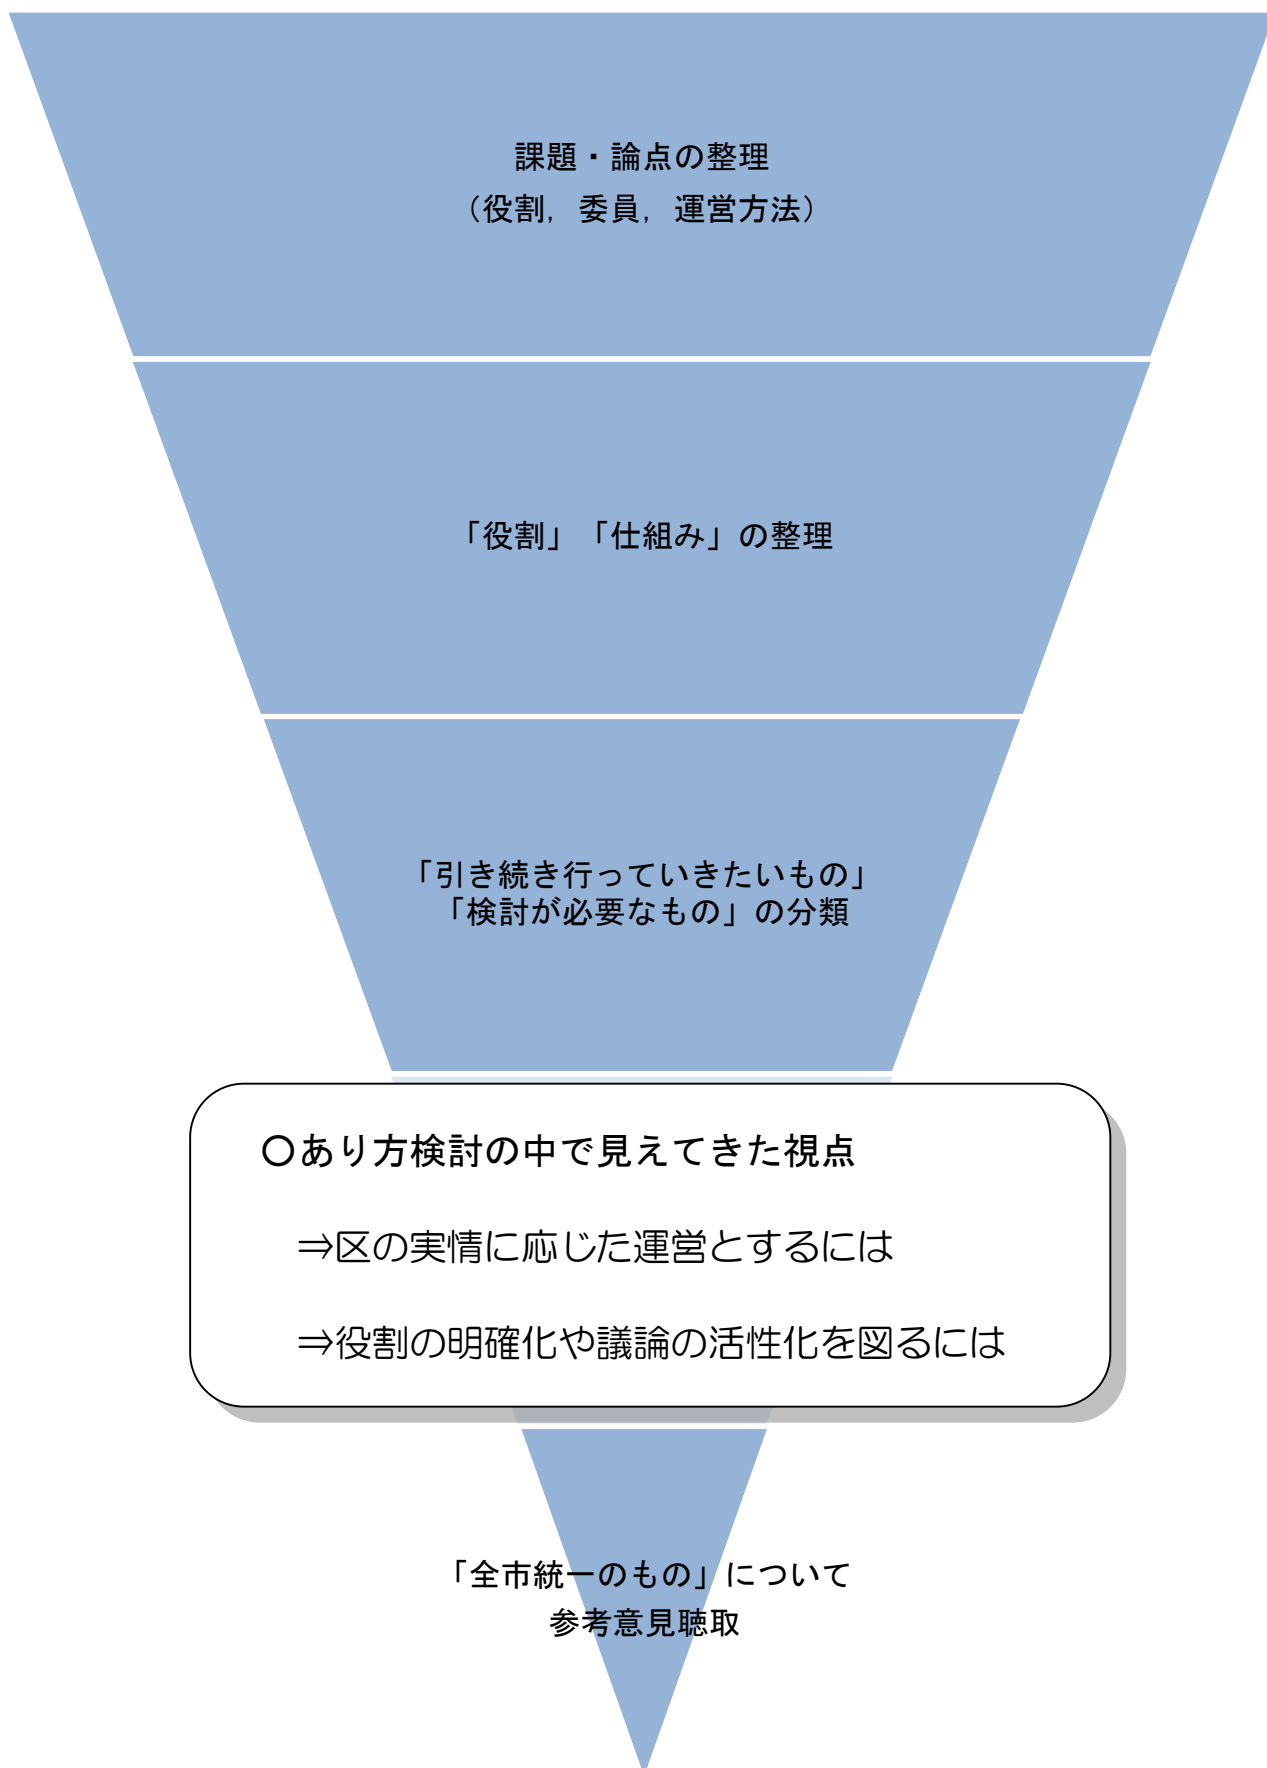 課題・論点の整理
（役割，委員，運営方法）
「役割」「仕組み」の整理
「引き続き行っていきたいもの」
「検討が必要なもの」の分類
〇あり方検討の中で見えてきた視点
⇒区の実情に応じた運営とするには
⇒役割の明確化や議論の活性化を図るには
「全市統一のもの」について
参考意見聴取